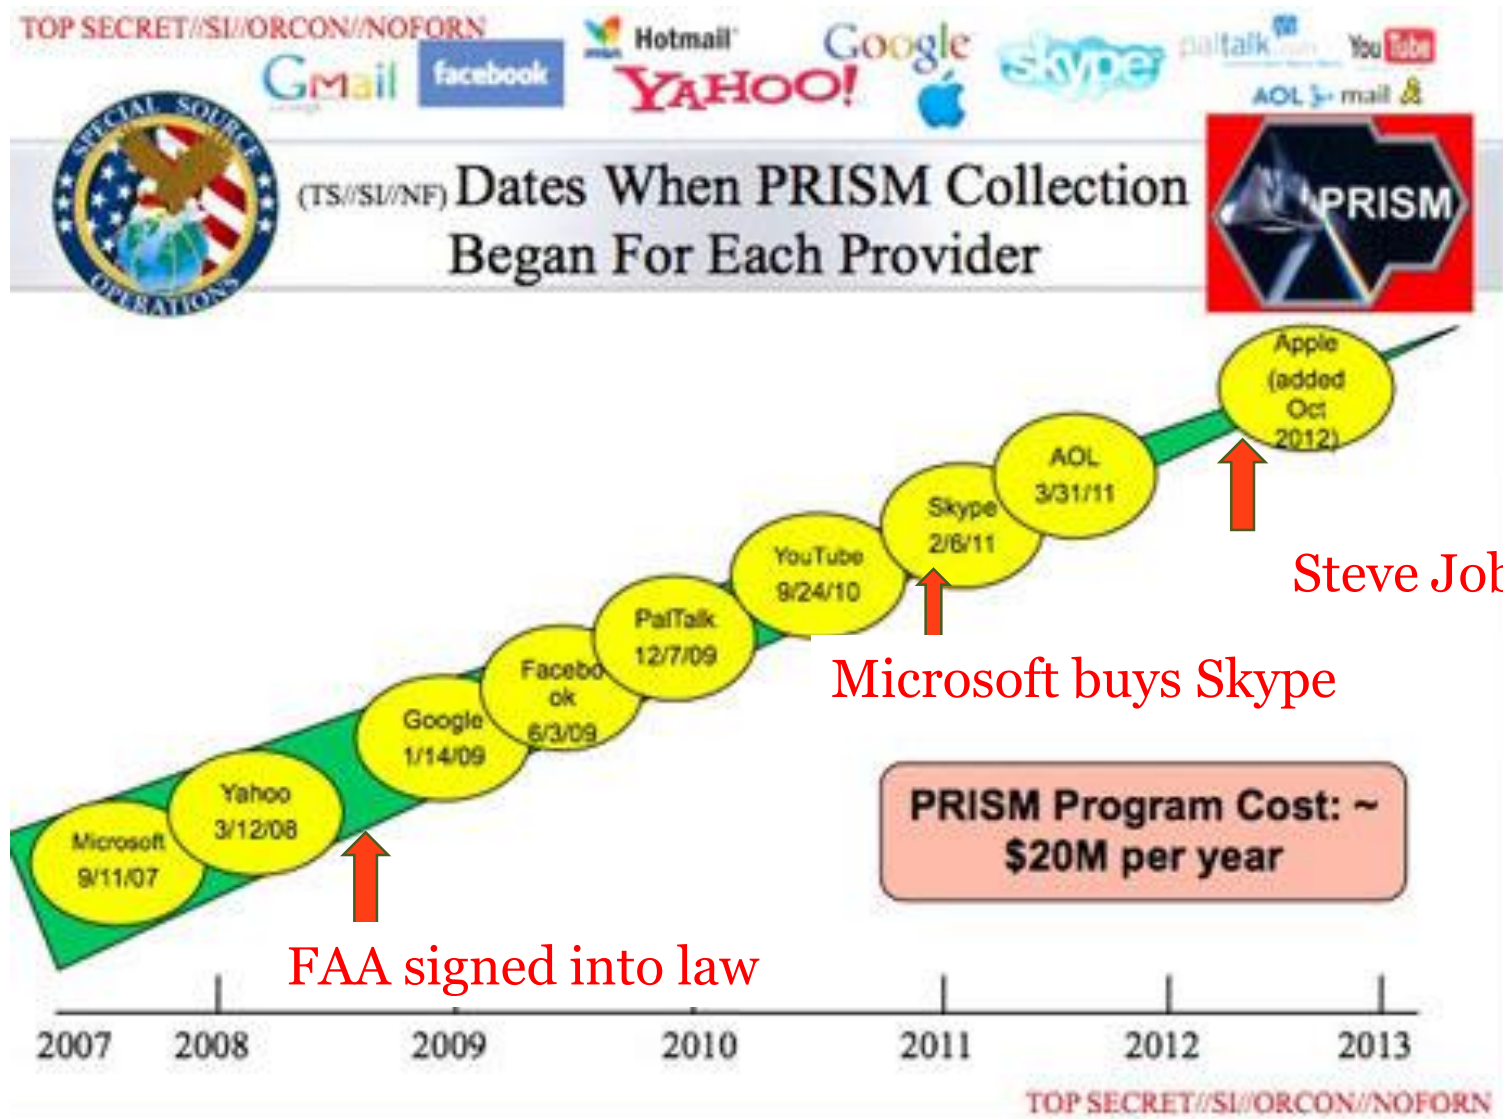 TOP SECRET//SI//ORCON//NOFORN
Gmail
facebook
msn Hotmail
YAHOO!
Google
skype
paltalk.com
YouTube
AOL mail
SPECIAL SOURCE
OPERATIONS
(TS//SI//NF) Dates When PRISM Collection
Began For Each Provider
PRISM
Apple
(added
Oct
2012)
AOL
3/31/11
Skype
2/6/11
YouTube
9/24/10
PalTalk
12/7/09
Facebo
ok
6/3/09
Google
1/14/09
Yahoo
3/12/08
Microsoft
9/11/07
Steve Job
Microsoft buys Skype
FAA signed into law
PRISM Program Cost: ~
$20M per year
2007 2008 2009 2010 2011 2012 2013
TOP SECRET//SI//ORCON//NOFORN